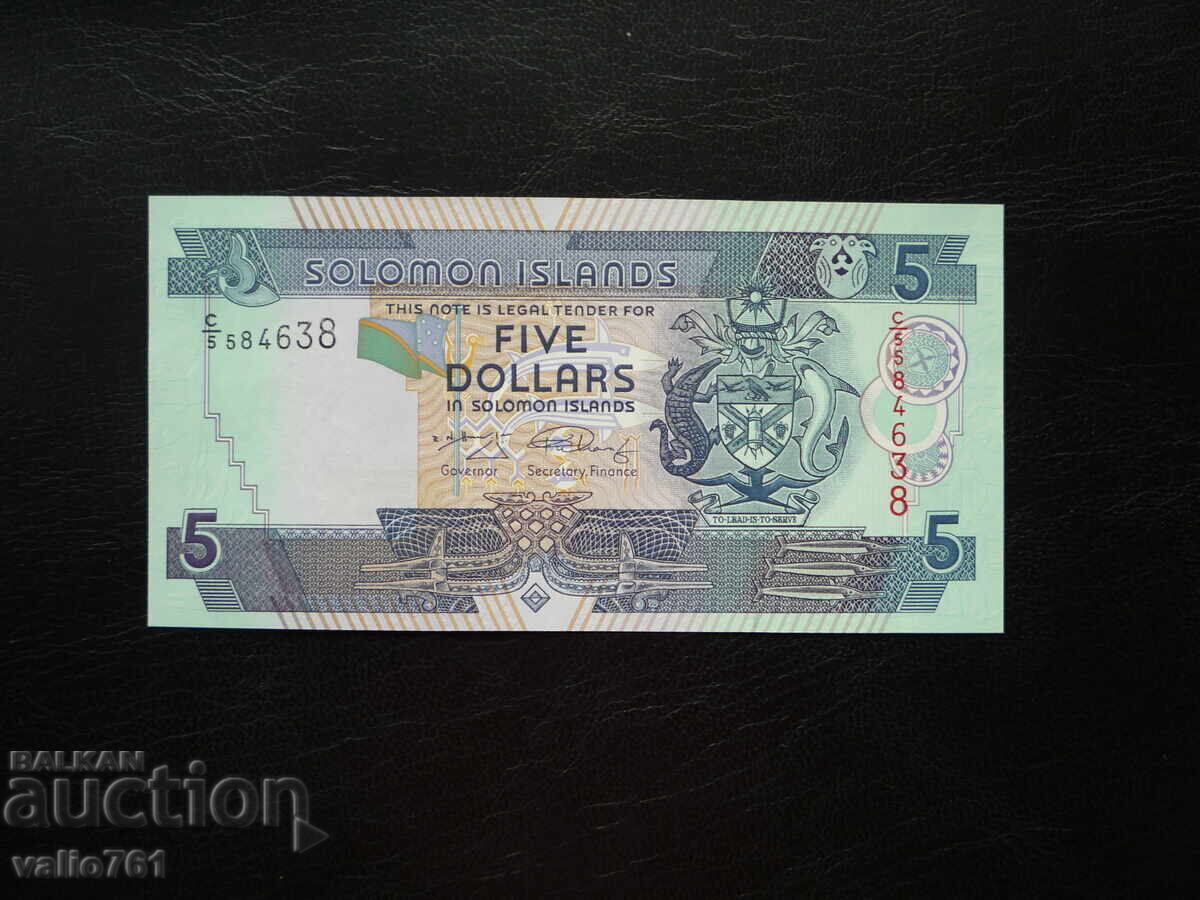 SOLOMON ISLANDS
5
THIS NOTE IS LEGAL TENDER FOR
C/5 584638
FIVE
DOLLARS
IN SOLOMON ISLANDS
C/5 584638
Governor Secretary, Finance
TO·LEAD·IS·TO·SERVE
5
5
BALKAN
auction
valio761